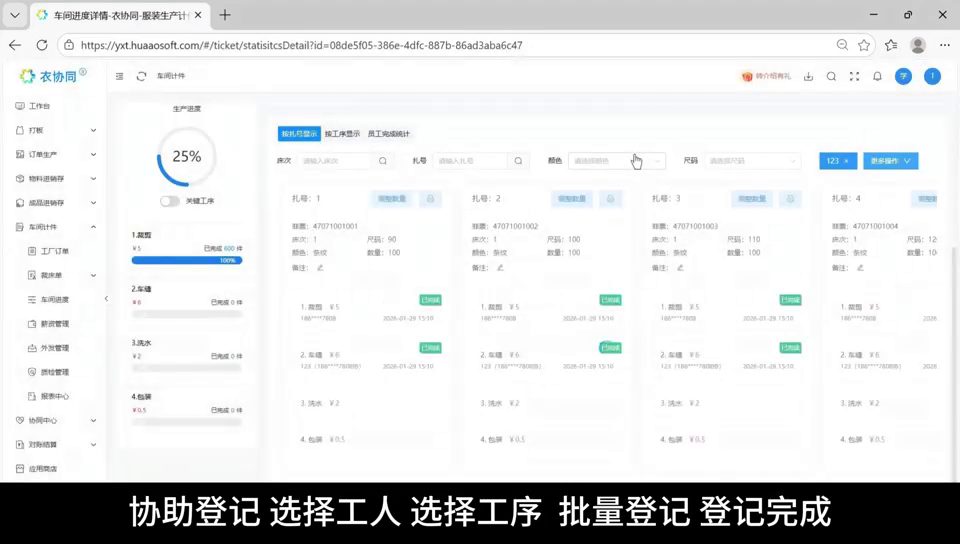 车间进度详情-衣协同-服装生产计
https://yxt.huaaosoft.com/#/ticket/statisitcsDetail?id=08de5f05-386e-4dfc-887b-86ad3aba6c47
衣协同
车间计件
转介绍有礼
字
1
工作台
打板
订单生产
物料进销存
成品进销存
车间计件
工厂订单
裁床单
车间进度
薪资管理
外发管理
质检管理
报表中心
协同中心
对账结算
应用商店
生产进度
25%
关键工序
1.裁剪
¥5 已完成 600 件
100%
2.车缝
¥6 已完成 0 件
3.洗水
¥2 已完成 0 件
4.包装
¥0.5 已完成 0 件
按扎号显示 按工序显示 员工完成统计
床次 请输入床次 扎号 请输入扎号 颜色 请选择颜色 尺码 请选择尺码 123 × 更多操作
扎号：1 调整数量
菲票：47071001001
床次：1 尺码：90
颜色：条纹 数量：100
备注：
1. 裁剪 ¥5 已完成
186****7808 2026-01-29 15:10
2. 车缝 ¥6 已完成
123（186****7808B） 2026-01-29 15:10
3. 洗水 ¥2
4. 包装 ¥0.5
扎号：2 调整数量
菲票：47071001002
床次：1 尺码：100
颜色：条纹 数量：100
备注：
1. 裁剪 ¥5 已完成
186****7808 2026-01-29 15:10
2. 车缝 ¥6 已完成
123（186****7808B） 2026-01-29 15:10
3. 洗水 ¥2
4. 包装 ¥0.5
扎号：3 调整数量
菲票：47071001003
床次：1 尺码：110
颜色：条纹 数量：100
备注：
1. 裁剪 ¥5 已完成
186****7808 2026-01-29 15:10
2. 车缝 ¥6 已完成
123（186****7808B） 2026-01-29 15:10
3. 洗水 ¥2
4. 包装 ¥0.5
扎号：4 调整数
菲票：47071001004
床次：1 尺码：12
颜色：条纹 数量：10
备注：
1. 裁剪 ¥5
186****7808 2026-
2. 车缝 ¥6
123（186****7808B） 2026-
3. 洗水 ¥2
4. 包装 ¥0.5
协助登记 选择工人 选择工序 批量登记 登记完成